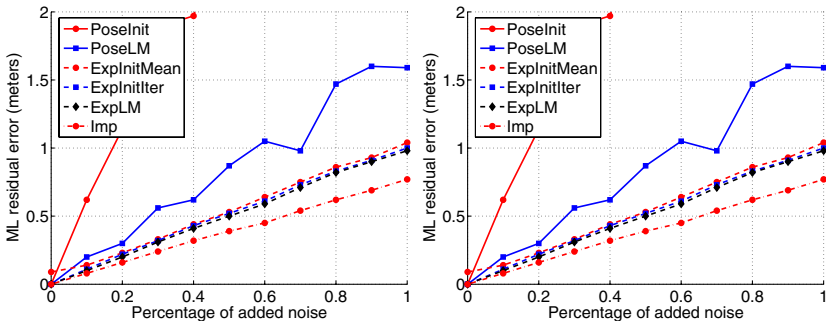 2
1.5
1
0.5
0
ML residual error (meters)
PoseInit
PoseLM
ExpInitMean
ExpInitIter
ExpLM
Imp
0 0.2 0.4 0.6 0.8 1
Percentage of added noise
2
1.5
1
0.5
0
ML residual error (meters)
PoseInit
PoseLM
ExpInitMean
ExpInitIter
ExpLM
Imp
0 0.2 0.4 0.6 0.8 1
Percentage of added noise